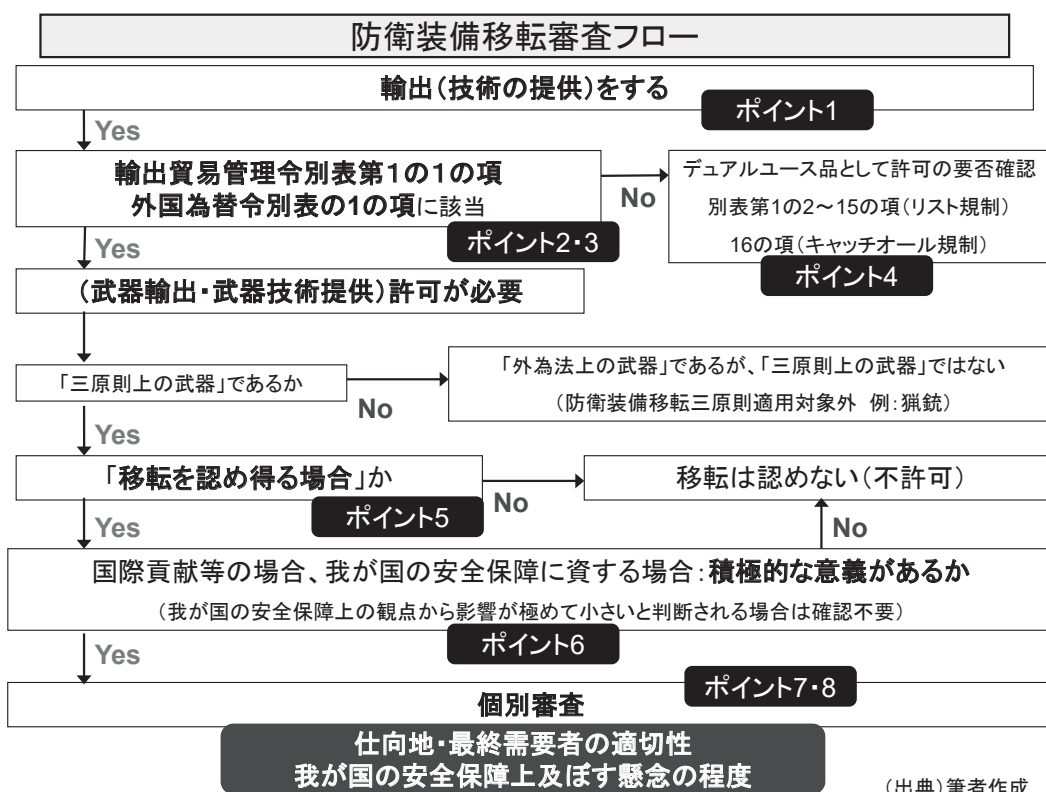 防衛装備移転審査フロー
輸出(技術の提供)をする
ポイント1
Yes
輸出貿易管理令別表第1の1の項
外国為替令別表の1の項に該当
ポイント2・3
No
デュアルユース品として許可の要否確認
別表第1の2~15の項(リスト規制)
16の項(キャッチオール規制)
ポイント4
Yes
(武器輸出・武器技術提供)許可が必要
「三原則上の武器」であるか
No
「外為法上の武器」であるが、「三原則上の武器」ではない
(防衛装備移転三原則適用対象外 例:猟銃)
Yes
「移転を認め得る場合」か
ポイント5
No
移転は認めない(不許可)
Yes
No
国際貢献等の場合、我が国の安全保障に資する場合:積極的な意義があるか
(我が国の安全保障上の観点から影響が極めて小さいと判断される場合は確認不要)
ポイント6
Yes
ポイント7・8
個別審査
仕向地・最終需要者の適切性
我が国の安全保障上及ぼす懸念の程度
(出典)筆者作成